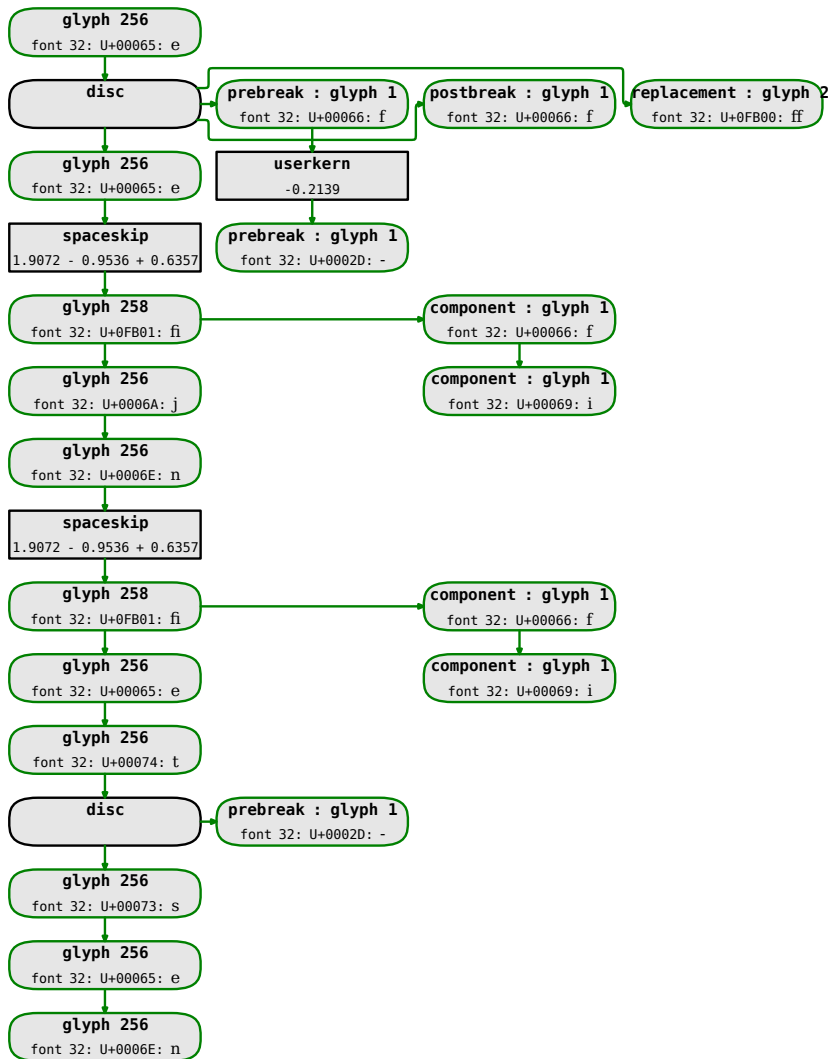 glyph 256
font 32: U+00065: e
disc
prebreak : glyph 1
font 32: U+00066: f
postbreak : glyph 1
font 32: U+00066: f
replacement : glyph 2
font 32: U+0FB00: ff
glyph 256
font 32: U+00065: e
userkern
-0.2139
spaceskip
1.9072 - 0.9536 + 0.6357
prebreak : glyph 1
font 32: U+0002D: -
glyph 258
font 32: U+0FB01: fi
component : glyph 1
font 32: U+00066: f
glyph 256
font 32: U+0006A: j
component : glyph 1
font 32: U+00069: i
glyph 256
font 32: U+0006E: n
spaceskip
1.9072 - 0.9536 + 0.6357
glyph 258
font 32: U+0FB01: fi
component : glyph 1
font 32: U+00066: f
glyph 256
font 32: U+00065: e
component : glyph 1
font 32: U+00069: i
glyph 256
font 32: U+00074: t
disc
prebreak : glyph 1
font 32: U+0002D: -
glyph 256
font 32: U+00073: s
glyph 256
font 32: U+00065: e
glyph 256
font 32: U+0006E: n